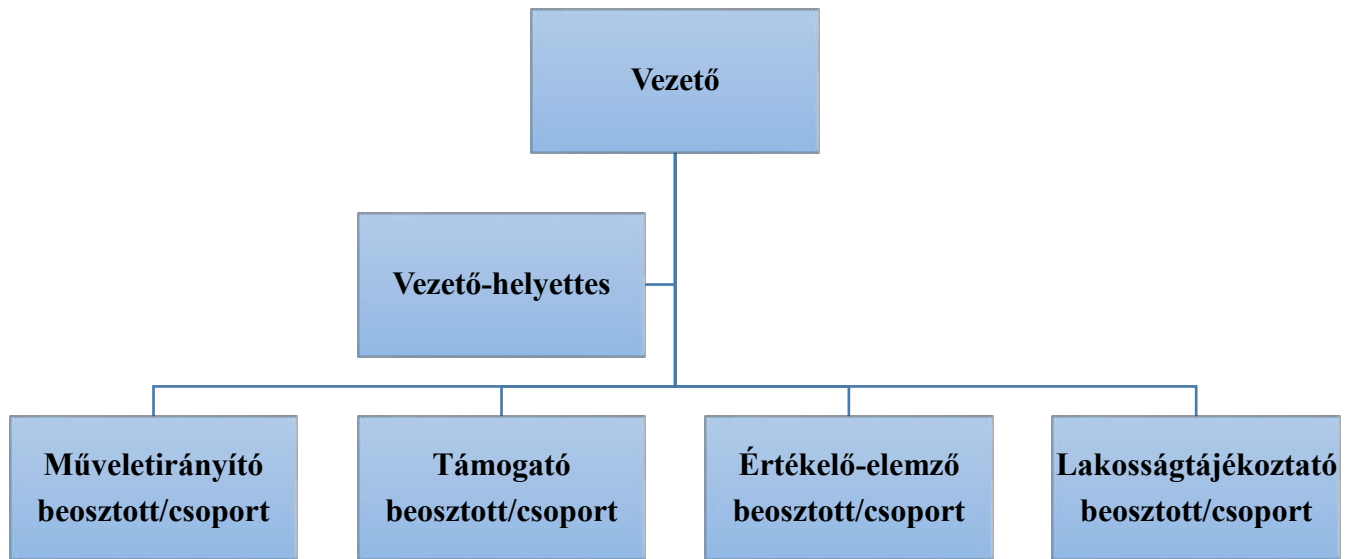 Vezető
Vezető-helyettes
Műveletirányító
beosztott/csoport
Támogató
beosztott/csoport
Értékelő-elemző
beosztott/csoport
Lakosságtájékoztató
beosztott/csoport